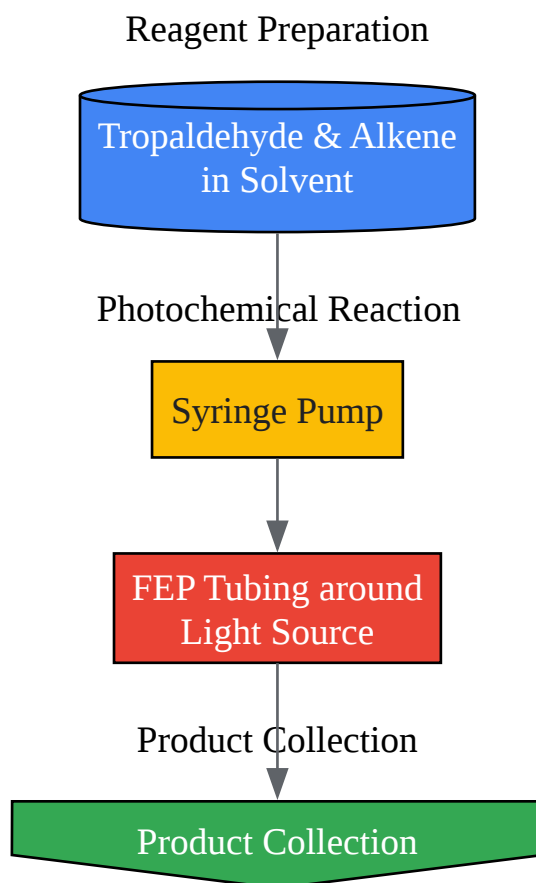 Reagent Preparation
Tropaldehyde & Alkene
in Solvent
Photochemical Reaction
Syringe Pump
FEP Tubing around
Light Source
Product Collection
Product Collection